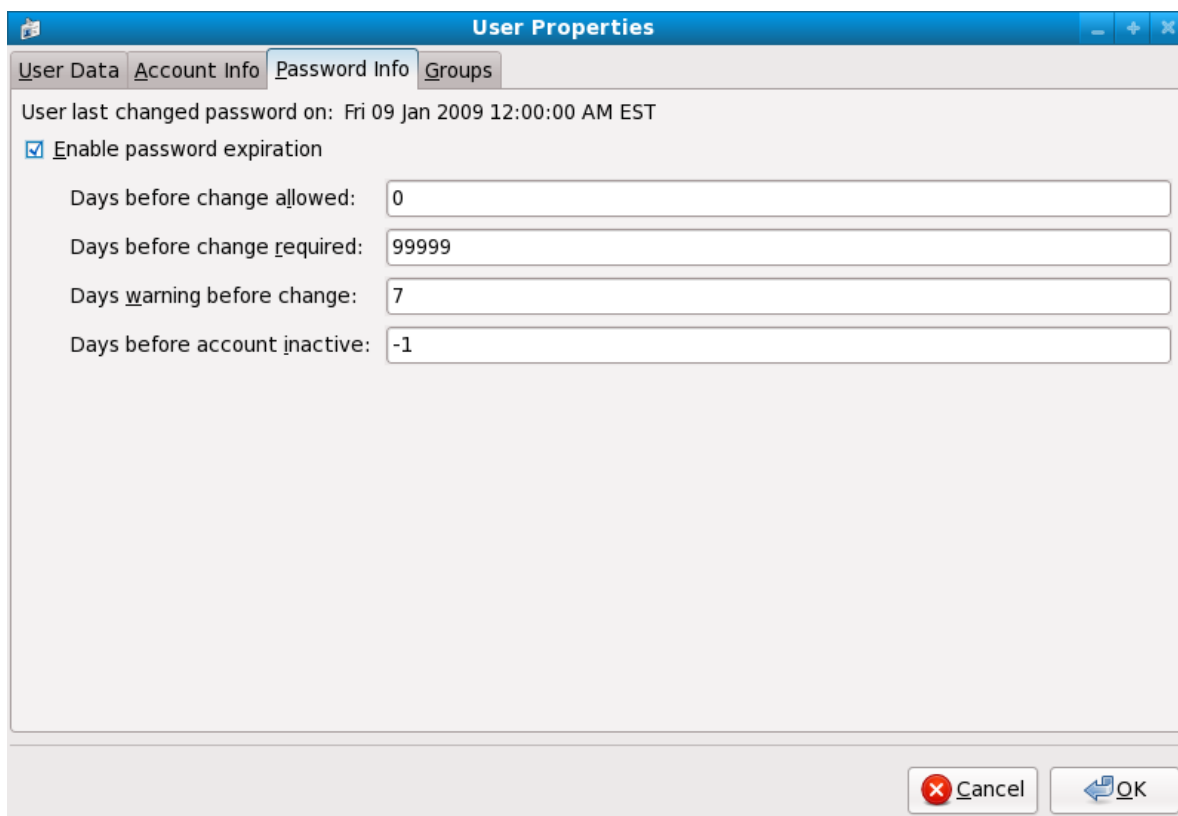 User Properties
User Data Account Info Password Info Groups
User last changed password on: Fri 09 Jan 2009 12:00:00 AM EST
Enable password expiration
Days before change allowed: 0
Days before change required: 99999
Days warning before change: 7
Days before account inactive: -1
Cancel OK